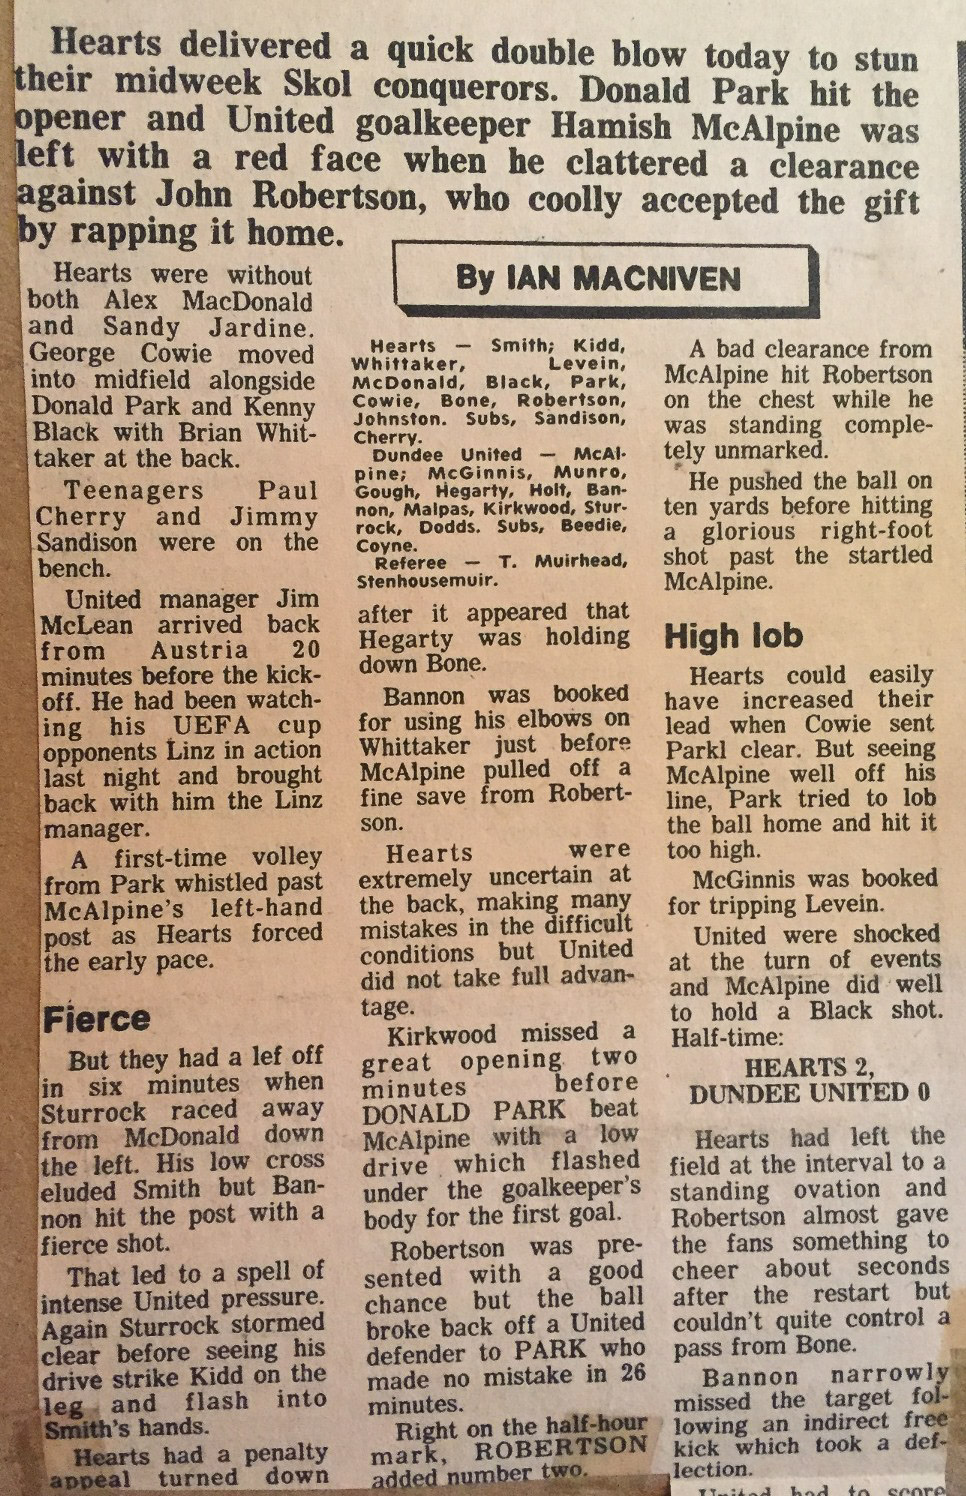 Hearts delivered a quick double blow today to stun
their midweek Skol conquerors. Donald Park hit the
opener and United goalkeeper Hamish McAlpine was
left with a red face when he clattered a clearance
against John Robertson, who coolly accepted the gift
by rapping it home.
By IAN MACNIVEN
Hearts were without
both Alex MacDonald
and Sandy Jardine.
George Cowie moved
into midfield alongside
Donald Park and Kenny
Black with Brian Whit-
taker at the back.
Teenagers Paul
Cherry and Jimmy
Sandison were on the
bench.
United manager Jim
McLean arrived back
from Austria 20
minutes before the kick-
off. He had been watch-
ing his UEFA cup
opponents Linz in action
last night and brought
back with him the Linz
manager.
A first-time volley
from Park whistled past
McAlpine's left-hand
post as Hearts forced
the early pace.
Fierce
But they had a lef off
in six minutes when
Sturrock raced away
from McDonald down
the left. His low cross
eluded Smith but Ban-
non hit the post with a
fierce shot.
That led to a spell of
intense United pressure.
Again Sturrock stormed
clear before seeing his
drive strike Kidd on the
leg and flash into
Smith's hands.
Hearts had a penalty
appeal turned down
Hearts — Smith; Kidd,
Whittaker, Levein,
McDonald, Black, Park,
Cowie, Bone, Robertson,
Johnston. Subs, Sandison,
Cherry.
Dundee United — McAl-
pine; McGinnis, Munro,
Gough, Hegarty, Holt, Ban-
non, Malpas, Kirkwood, Stur-
rock, Dodds. Subs, Beedie,
Coyne.
Referee — T. Muirhead,
Stenhousemuir.
after it appeared that
Hegarty was holding
down Bone.
Bannon was booked
for using his elbows on
Whittaker just before
McAlpine pulled off a
fine save from Robert-
son.
Hearts were
extremely uncertain at
the back, making many
mistakes in the difficult
conditions but United
did not take full advan-
tage.
Kirkwood missed a
great opening two
minutes before
DONALD PARK beat
McAlpine with a low
drive which flashed
under the goalkeeper's
body for the first goal.
Robertson was pre-
sented with a good
chance but the ball
broke back off a United
defender to PARK who
made no mistake in 26
minutes.
Right on the half-hour
mark, ROBERTSON
added number two.
A bad clearance from
McAlpine hit Robertson
on the chest while he
was standing comple-
tely unmarked.
He pushed the ball on
ten yards before hitting
a glorious right-foot
shot past the startled
McAlpine.
High lob
Hearts could easily
have increased their
lead when Cowie sent
Parkl clear. But seeing
McAlpine well off his
line, Park tried to lob
the ball home and hit it
too high.
McGinnis was booked
for tripping Levein.
United were shocked
at the turn of events
and McAlpine did well
to hold a Black shot.
Half-time:
HEARTS 2,
DUNDEE UNITED 0
Hearts had left the
field at the interval to a
standing ovation and
Robertson almost gave
the fans something to
cheer about seconds
after the restart but
couldn't quite control a
pass from Bone.
Bannon narrowly
missed the target fol-
lowing an indirect free
kick which took a def-
lection.
United had to score